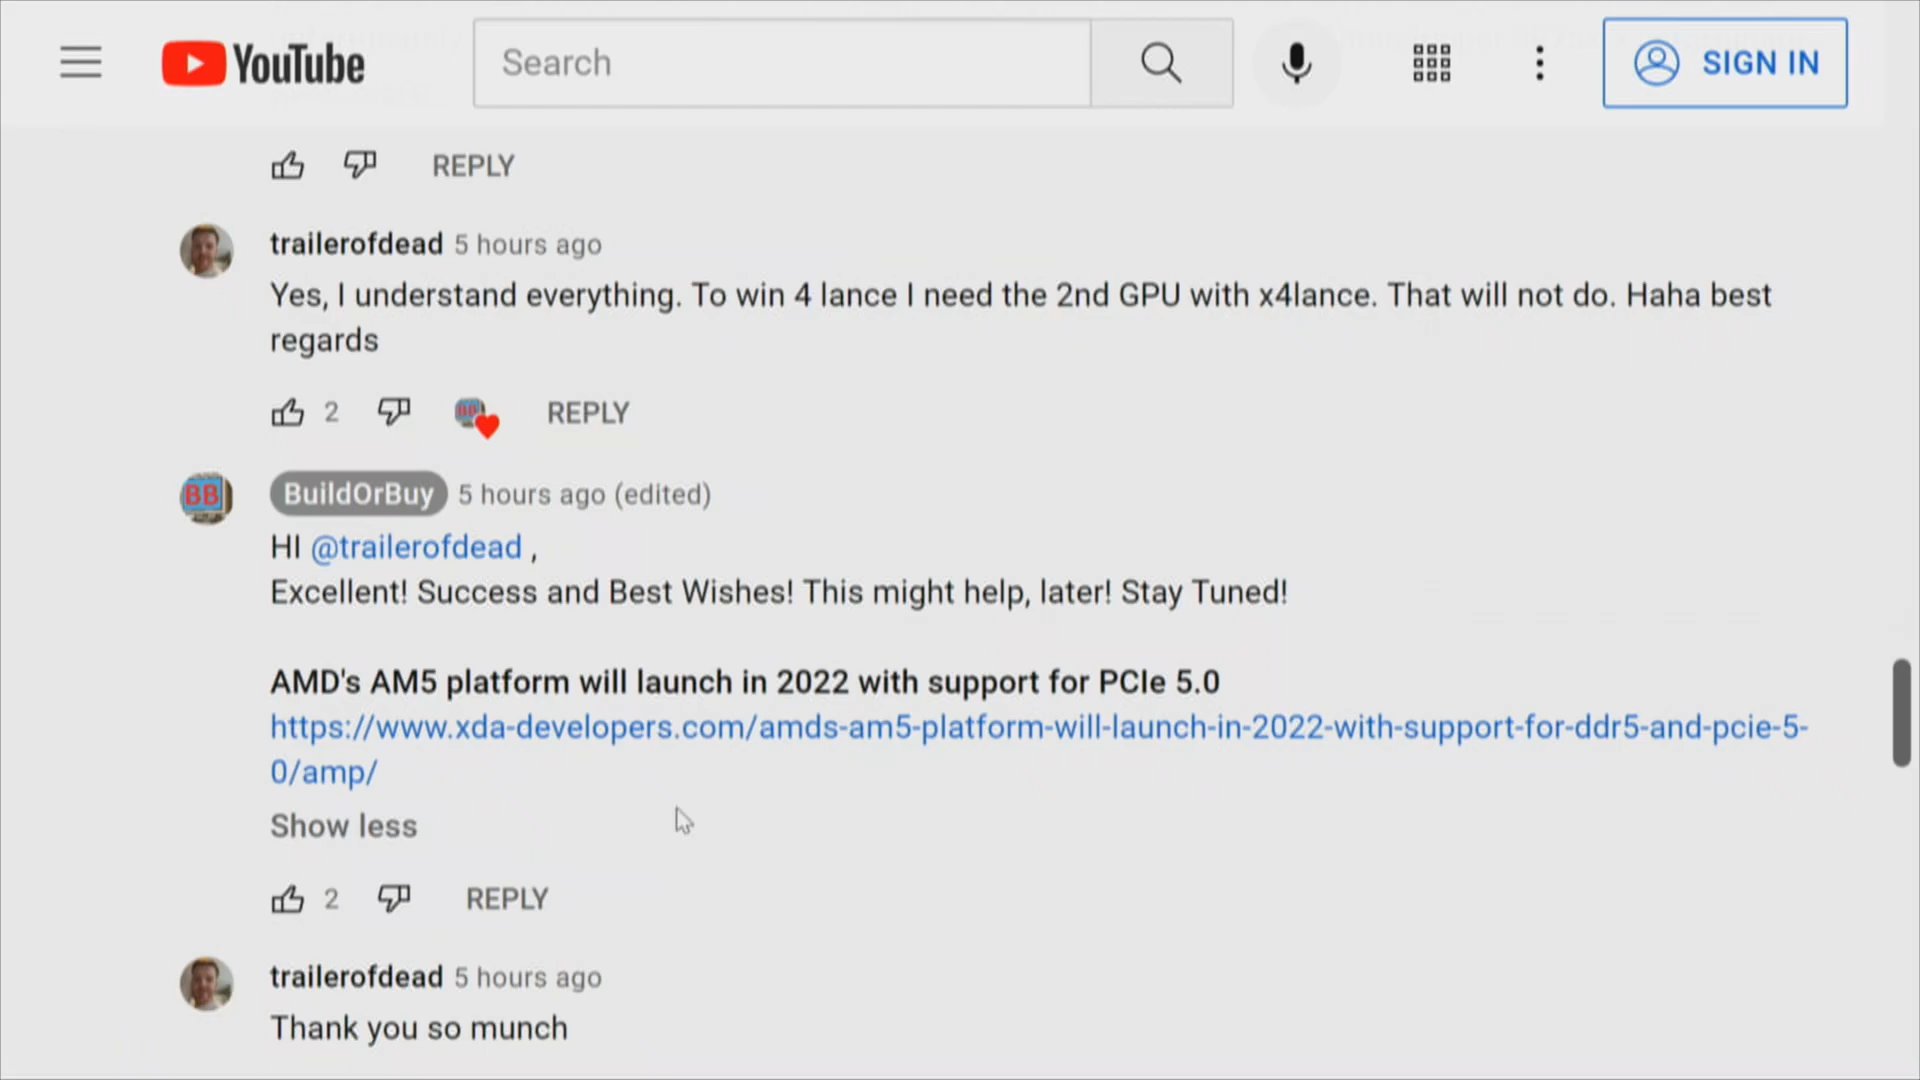 YouTube
Search
SIGN IN
REPLY
trailerofdead 5 hours ago
Yes, I understand everything. To win 4 lance I need the 2nd GPU with x4lance. That will not do. Haha best
regards
2 REPLY
BB
BuildOrBuy 5 hours ago (edited)
HI @trailerofdead ,
Excellent! Success and Best Wishes! This might help, later! Stay Tuned!
AMD's AM5 platform will launch in 2022 with support for PCIe 5.0
https://www.xda-developers.com/amds-am5-platform-will-launch-in-2022-with-support-for-ddr5-and-pcie-5-
0/amp/
Show less
2 REPLY
trailerofdead 5 hours ago
Thank you so munch